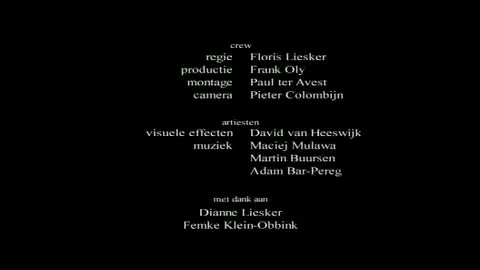 crew
regie Floris Liesker
productie Frank Oly
montage Paul ter Avest
camera Pieter Colombijn
artiesten
visuele effecten David van Heeswijk
muziek Maciej Mulawa
Martin Buursen
Adam Bar-Pereg
met dank aan
Dianne Liesker
Femke Klein-Obbink